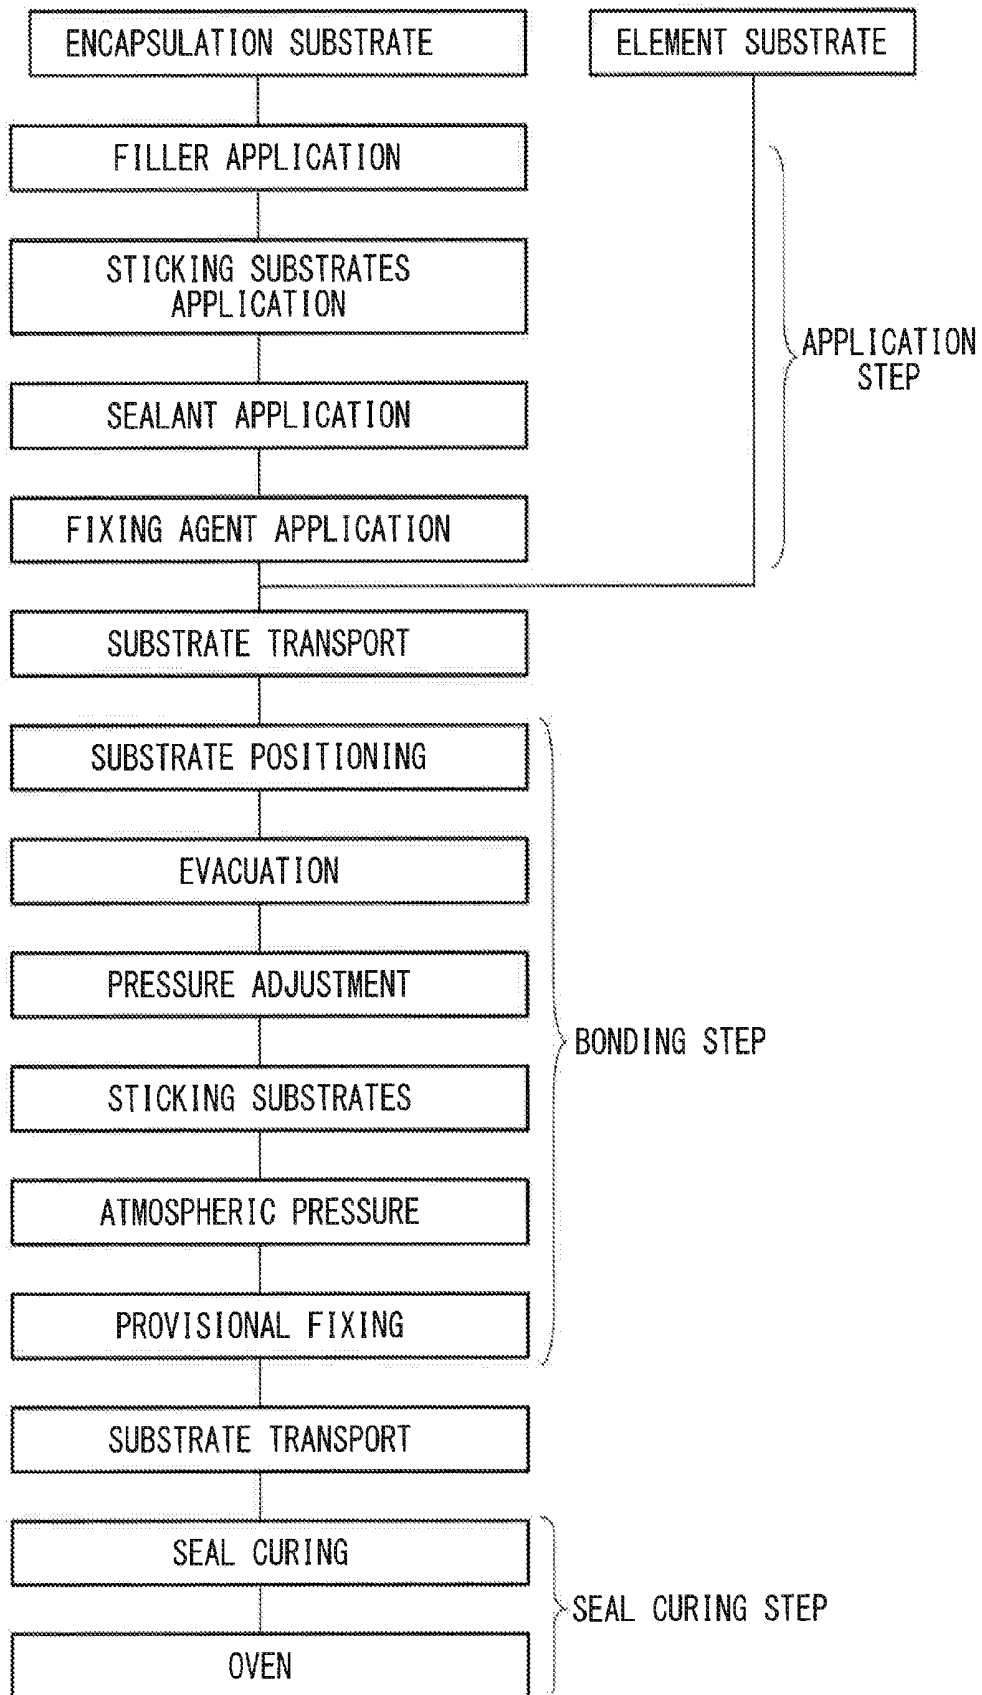 ENCAPSULATION SUBSTRATE
ELEMENT SUBSTRATE
FILLER APPLICATION
STICKING SUBSTRATES
APPLICATION
SEALANT APPLICATION
FIXING AGENT APPLICATION
APPLICATION
STEP
SUBSTRATE TRANSPORT
SUBSTRATE POSITIONING
EVACUATION
PRESSURE ADJUSTMENT
STICKING SUBSTRATES
ATMOSPHERIC PRESSURE
PROVISIONAL FIXING
BONDING STEP
SUBSTRATE TRANSPORT
SEAL CURING
OVEN
SEAL CURING STEP